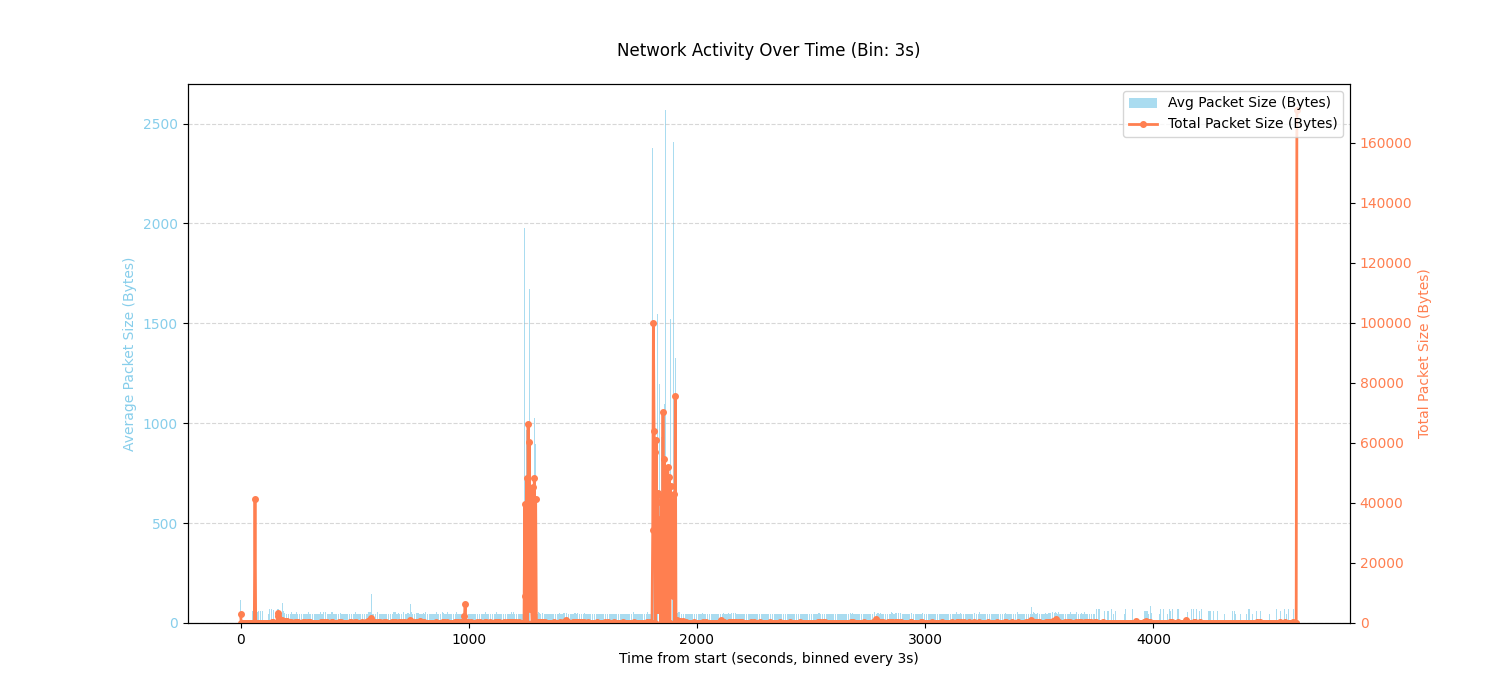 Network Activity Over Time (Bin: 3s)
Avg Packet Size (Bytes)
Total Packet Size (Bytes)
Average Packet Size (Bytes)
2500
2000
1500
1000
500
0
160000
140000
120000
100000
80000
60000
40000
20000
0
Total Packet Size (Bytes)
0 1000 2000 3000 4000
Time from start (seconds, binned every 3s)